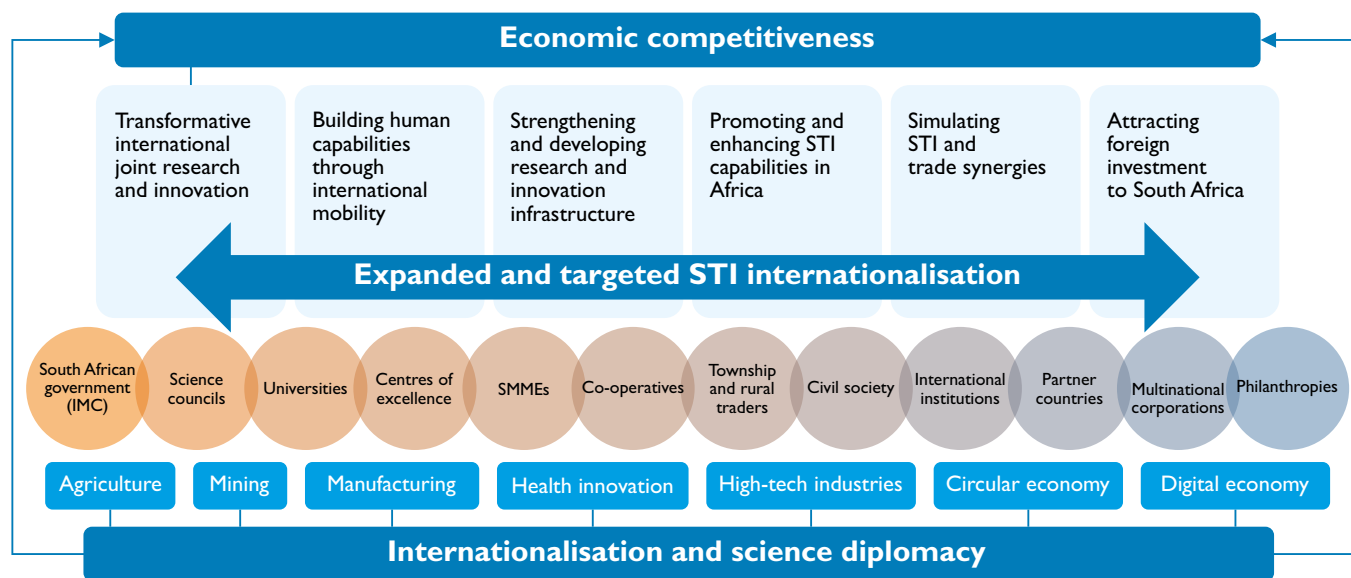 Economic competitiveness
Transformative
international
joint research
and innovation
Building human
capabilities
through
international
mobility
Strengthening
and developing
research and
innovation
infrastructure
Promoting and
enhancing STI
capabilities in
Africa
Simulating
STI and
trade synergies
Attracting
foreign
investment
to South Africa
Expanded and targeted STI internationalisation
South African
government
(IMC)
Science
councils
Universities
Centres of
excellence
SMMEs
Co-operatives
Township
and rural
traders
Civil society
International
institutions
Partner
countries
Multinational
corporations
Philanthropies
Agriculture
Mining
Manufacturing
Health innovation
High-tech industries
Circular economy
Digital economy
Internationalisation and science diplomacy